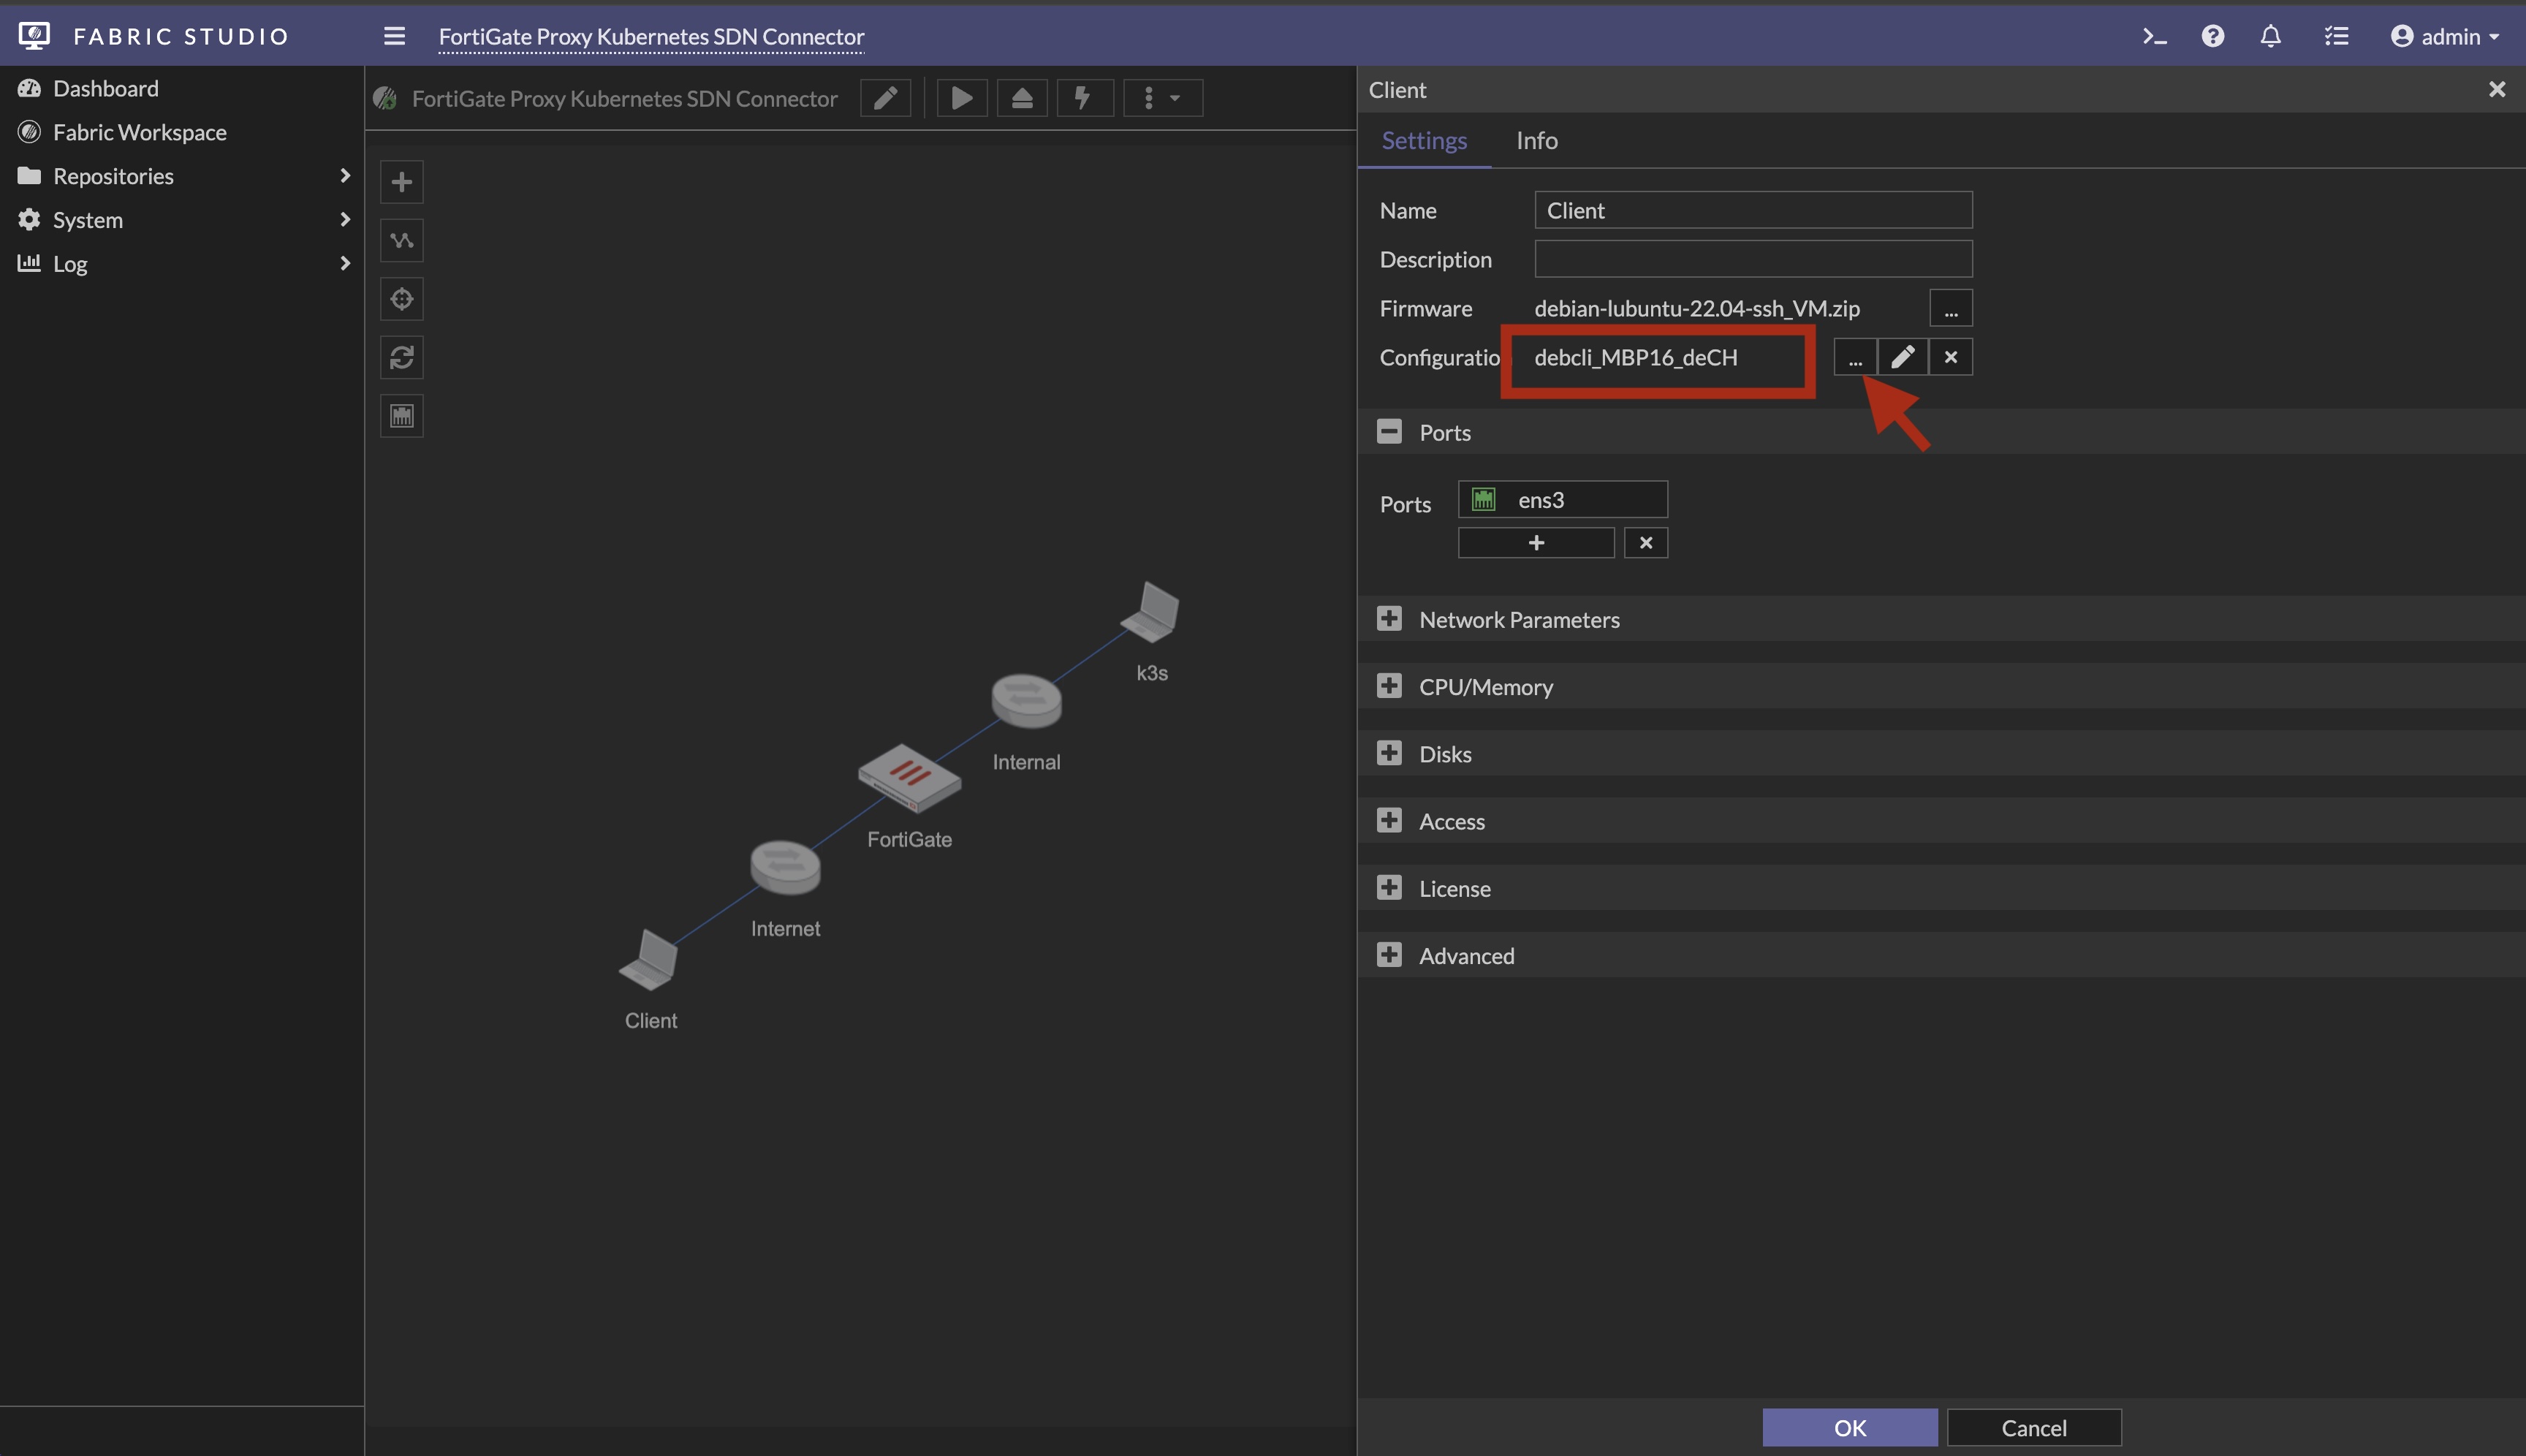 FABRIC STUDIO
FortiGate Proxy Kubernetes SDN Connector
admin
Dashboard
Fabric Workspace
Repositories
System
Log
FortiGate Proxy Kubernetes SDN Connector
k3s
Internal
FortiGate
Internet
Client
Client
Settings Info
Name Client
Description
Firmware debian-lubuntu-22.04-ssh_VM.zip ...
Configuratio debcli_MBP16_deCH ...
Ports
Ports ens3
Network Parameters
CPU/Memory
Disks
Access
License
Advanced
OK Cancel